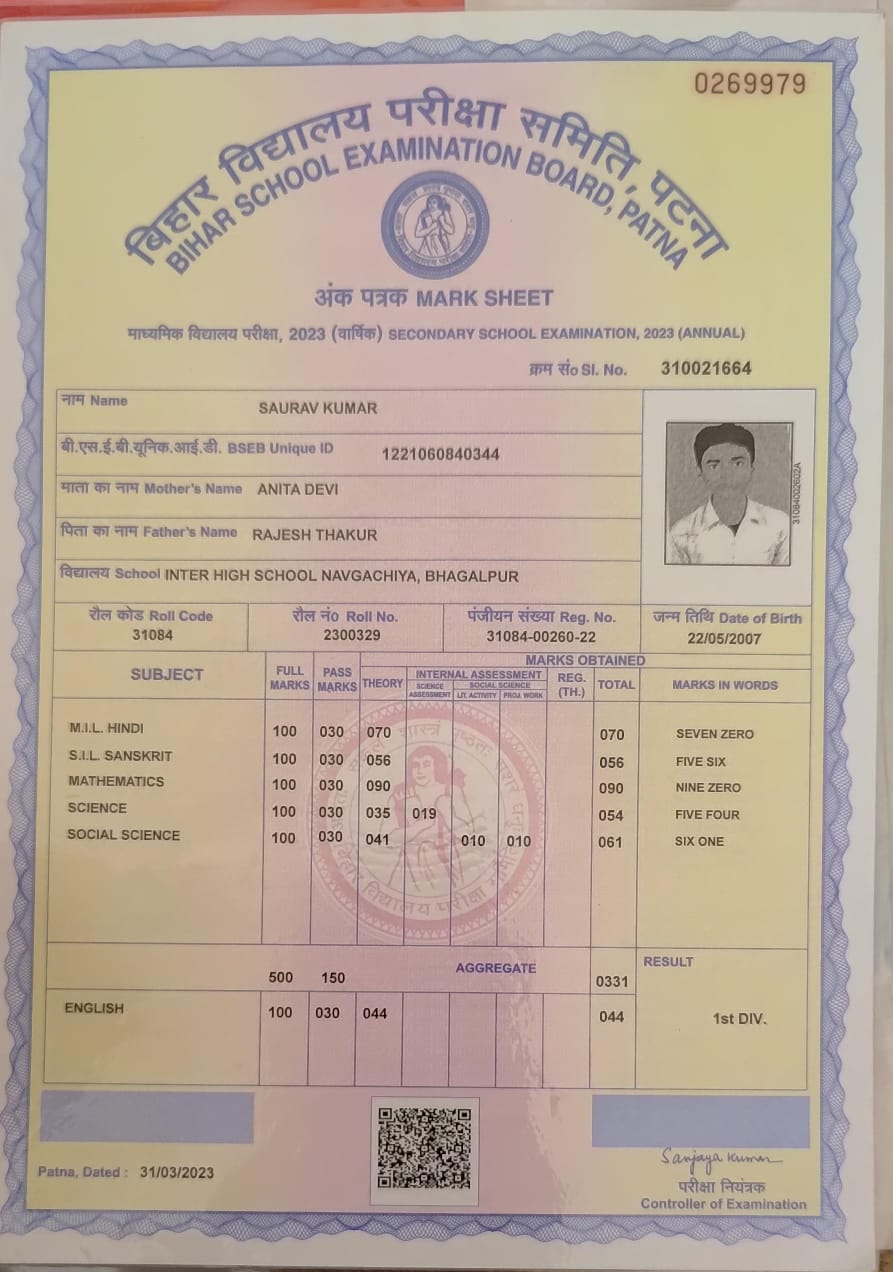 0269979
बिहार विद्यालय परीक्षा समिति, पटना
BIHAR SCHOOL EXAMINATION BOARD, PATNA
अंक पत्रक MARK SHEET
माध्यमिक विद्यालय परीक्षा, 2023 (वार्षिक) SECONDARY SCHOOL EXAMINATION, 2023 (ANNUAL)
क्रम सं० Sl. No. 310021664
नाम Name SAURAV KUMAR
बी.एस.ई.बी.यूनिक.आई.डी. BSEB Unique ID 1221060840344
माता का नाम Mother's Name ANITA DEVI
पिता का नाम Father's Name RAJESH THAKUR
31084002602A
विद्यालय School INTER HIGH SCHOOL NAVGACHIYA, BHAGALPUR
रौल कोड Roll Code रौल नं० Roll No. पंजीयन संख्या Reg. No. जन्म तिथि Date of Birth
31084 2300329 31084-00260-22 22/05/2007
MARKS OBTAINED
SUBJECT FULL MARKS PASS MARKS THEORY INTERNAL ASSESSMENT REG. (TH.) TOTAL MARKS IN WORDS
SCIENCE ASSESSMENT SOCIAL SCIENCE LIT. ACTIVITY PROJ. WORK
M.I.L. HINDI 100 030 070 070 SEVEN ZERO
S.I.L. SANSKRIT 100 030 056 056 FIVE SIX
MATHEMATICS 100 030 090 090 NINE ZERO
SCIENCE 100 030 035 019 054 FIVE FOUR
SOCIAL SCIENCE 100 030 041 010 010 061 SIX ONE
बिहार विद्यालय परीक्षा
500 150 AGGREGATE 0331 RESULT
ENGLISH 100 030 044 044 1st DIV.
Patna, Dated : 31/03/2023
Sanjaya Kumar
परीक्षा नियंत्रक
Controller of Examination